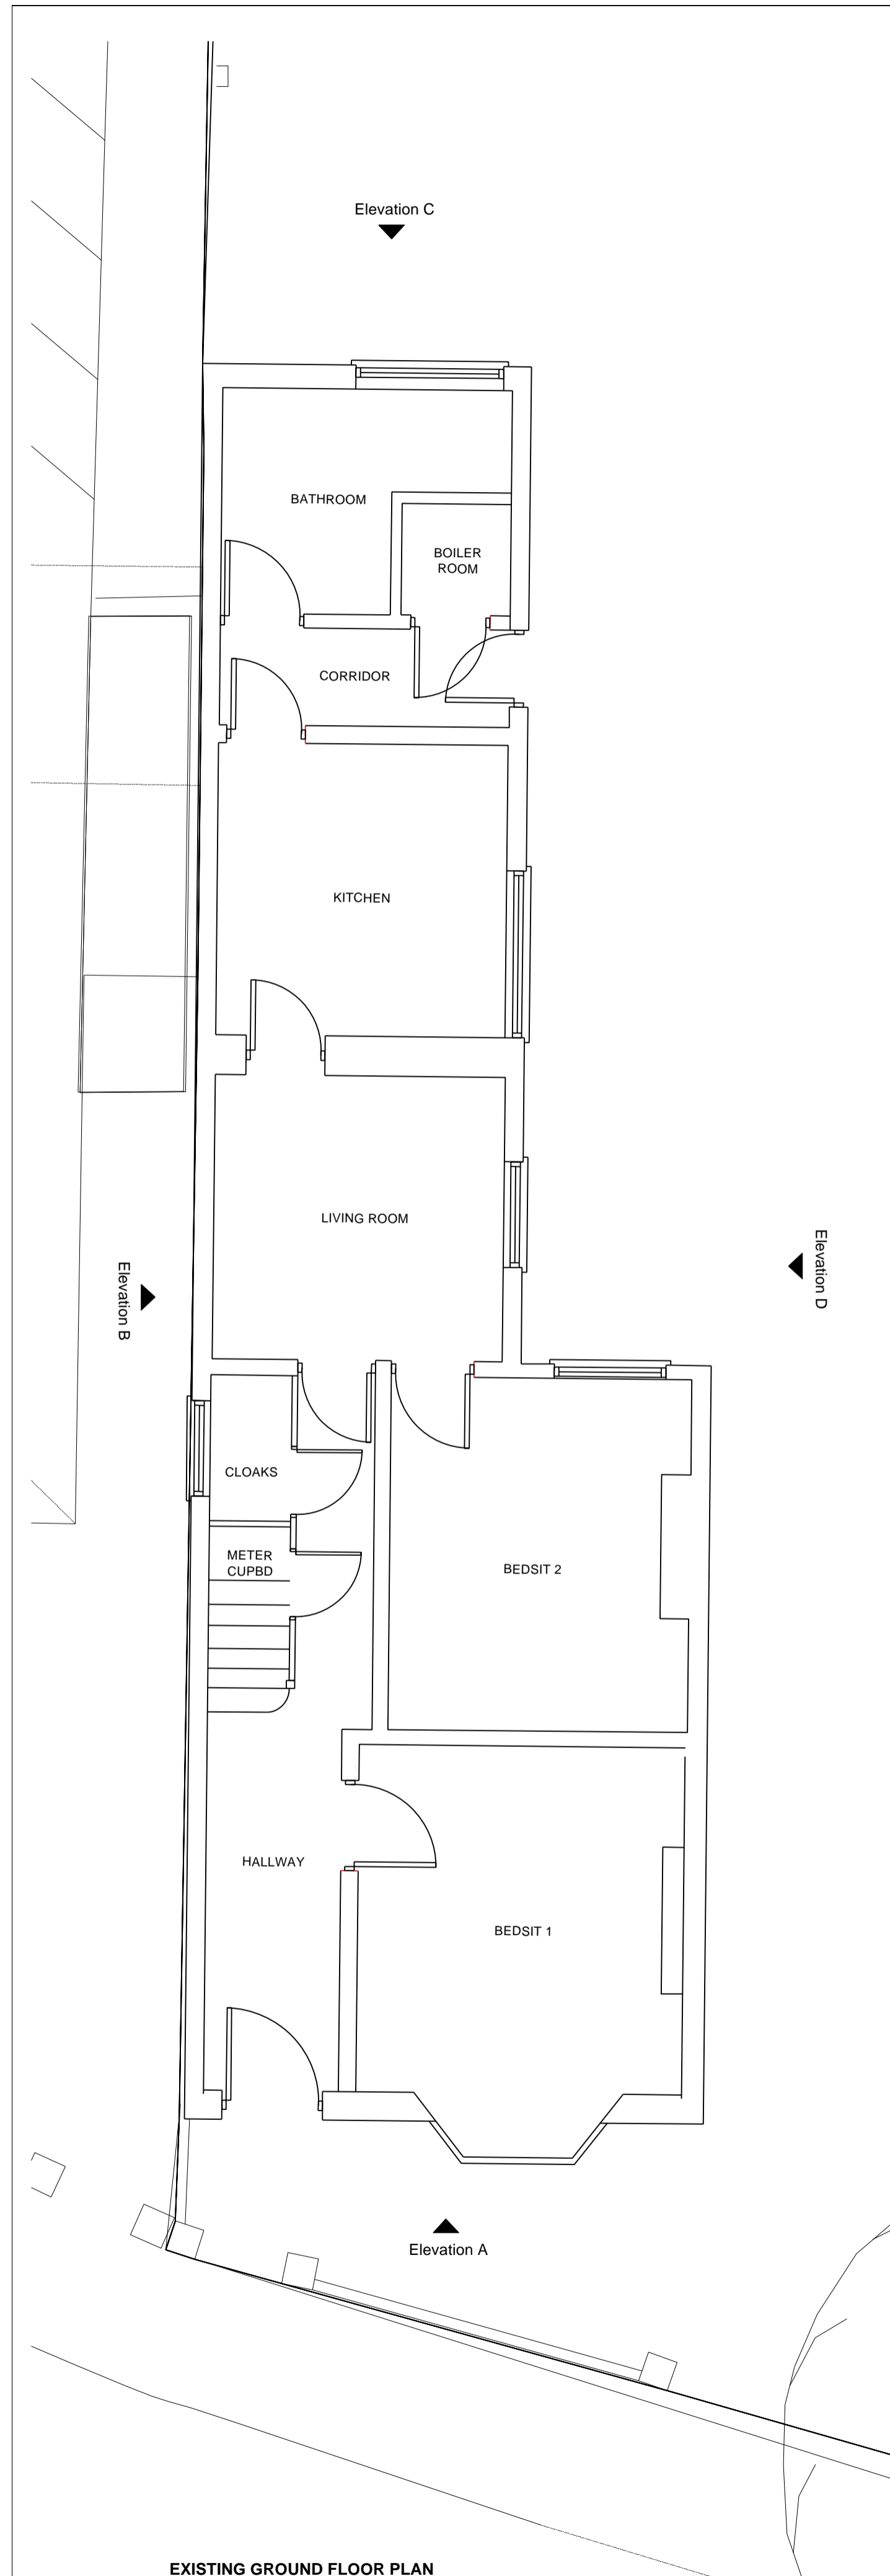 Elevation C
BATHROOM
BOILER
ROOM
CORRIDOR
KITCHEN
LIVING ROOM
Elevation B
Elevation D
CLOAKS
METER
CUPBD
BEDSIT 2
HALLWAY
BEDSIT 1
Elevation A
EXISTING GROUND FLOOR PLAN